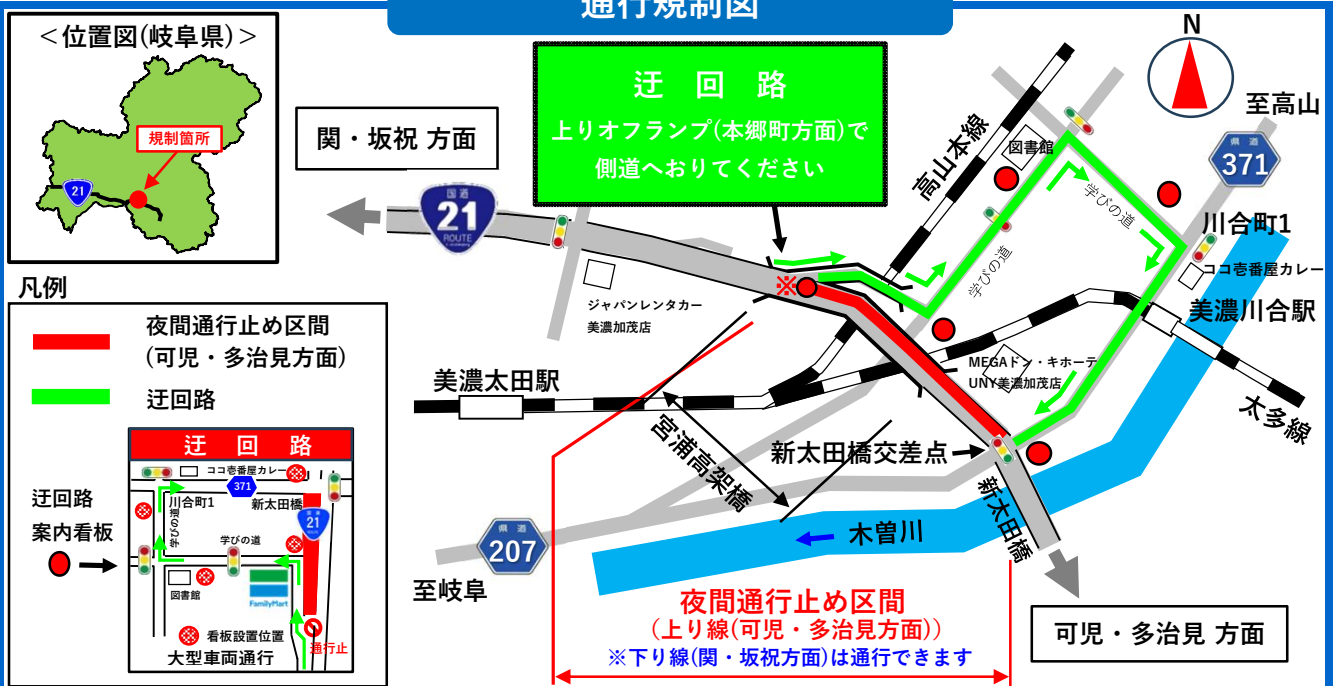 通行規制図
<位置図(岐阜県)>
規制箇所
21
凡例
夜間通行止め区間
(可児・多治見方面)
迂回路
迂回路
案内看板
迂 回 路
ココ壱番屋カレー
371
川合町1
新太田橋
国道
21
学びの道
学びの道
図書館
FamilyMart
看板設置位置
通行止
大型車両通行
関・坂祝 方面
迂 回 路
上りオフランプ(本郷町方面)で
側道へおりてください
N
至高山
県道
371
国道
21
ROUTE
高山本線
図書館
学びの道
学びの道
川合町1
ココ壱番屋カレー
美濃川合駅
※
ジャパンレンタカー
美濃加茂店
MEGAドン・キホーテ
UNY美濃加茂店
美濃太田駅
太多線
宮浦高架橋
新太田橋交差点
新太田橋
木曽川
県道
207
至岐阜
夜間通行止め区間
(上り線(可児・多治見方面))
※下り線(関・坂祝方面)は通行できます
可児・多治見 方面